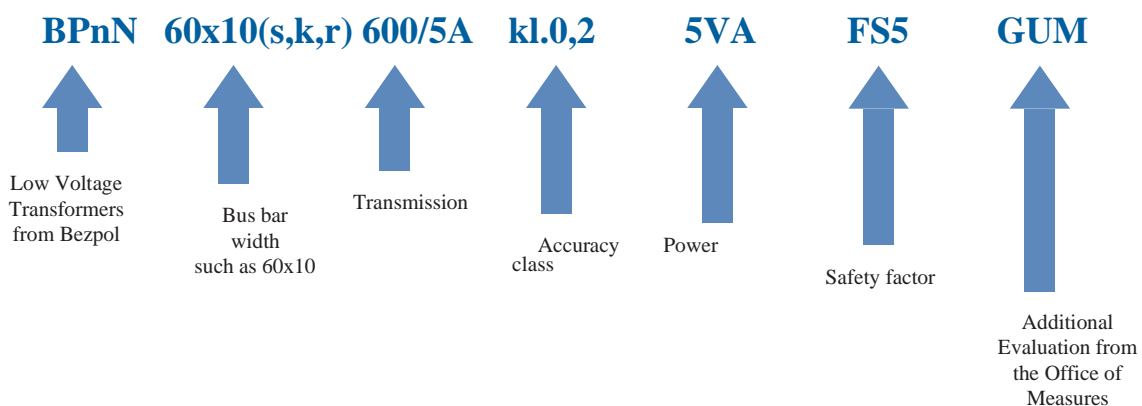 BPnN 60x10(s,k,r) 600/5A kl.0,2 5VA FS5 GUM
Low Voltage
Transformers
from Bezpol
Bus bar
width
such as 60x10
Transmission
Accuracy
class
Power
Safety factor
Additional
Evaluation from
the Office of
Measures